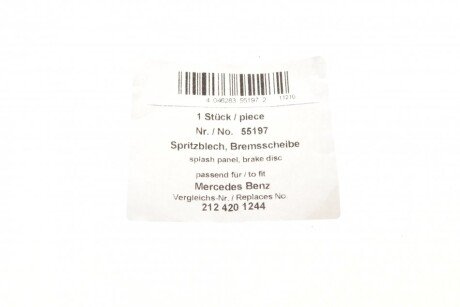 4 046283 55197 2 11210
1 Stück / piece
Nr. / No. 55197
Spritzblech, Bremsscheibe
splash panel, brake disc
passend für / to fit
Mercedes Benz
Vergleichs-Nr. / Replaces No
212 420 1244